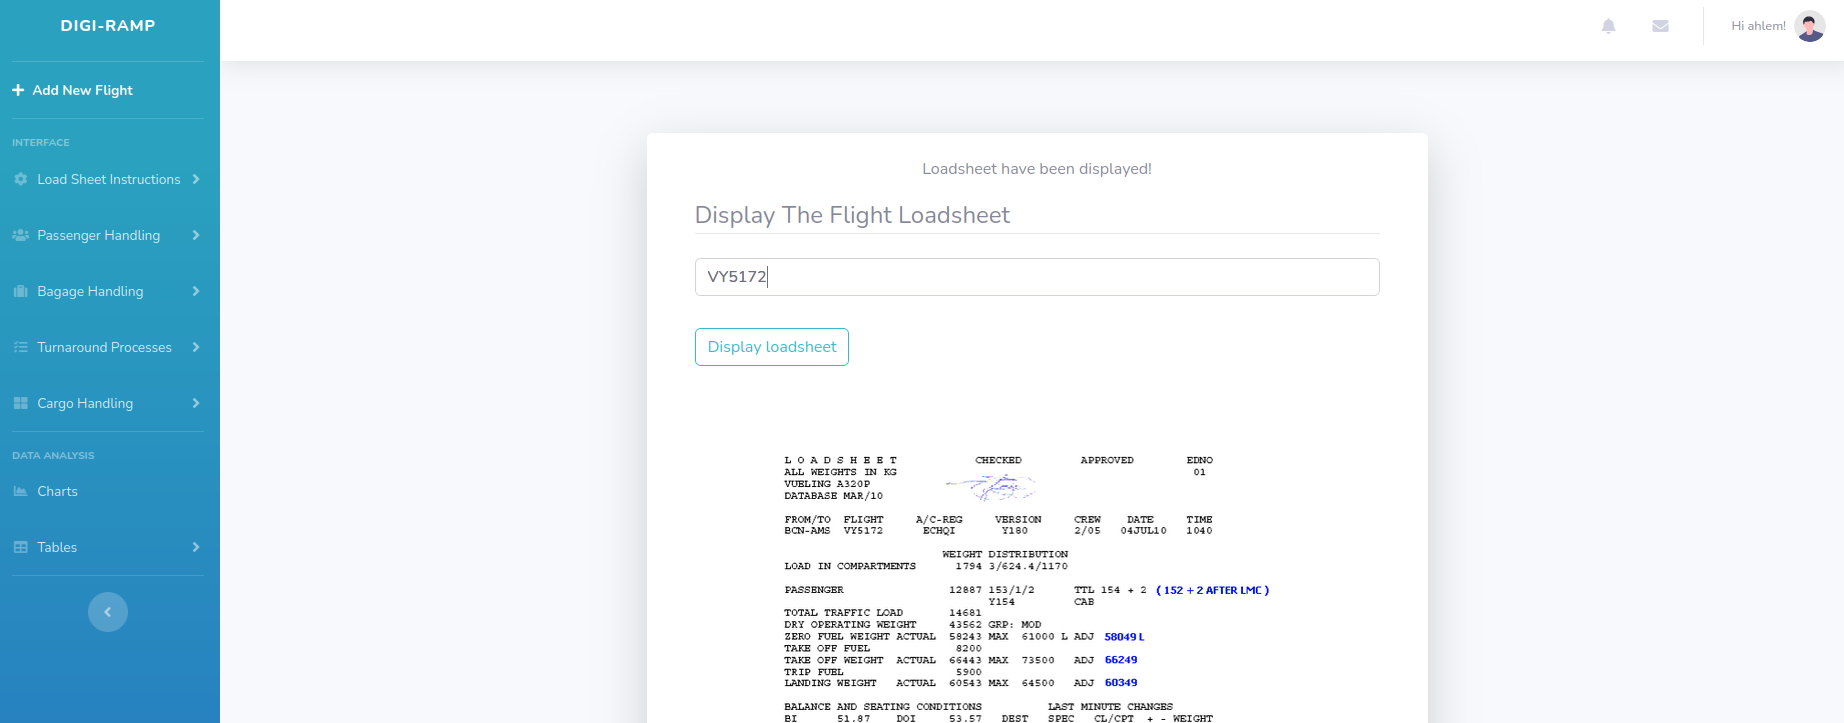 DIGI-RAMP
Hi ahlem!
Add New Flight
INTERFACE
Load Sheet Instructions
Passenger Handling
Bagage Handling
Turnaround Processes
Cargo Handling
DATA ANALYSIS
Charts
Tables
Loadsheet have been displayed!
Display The Flight Loadsheet
VY5172
Display loadsheet
L O A D S H E E T CHECKED APPROVED EDNO
ALL WEIGHTS IN KG 01
VUELING A320P
DATABASE MAR/10
FROM/TO FLIGHT A/C-REG VERSION CREW DATE TIME
BCN-AMS VY5172 ECHQI Y180 2/05 04JUL10 1040
WEIGHT DISTRIBUTION
LOAD IN COMPARTMENTS 1794 3/624.4/1170
PASSENGER 12887 153/1/2 TTL 154 + 2 ( 152 + 2 AFTER LMC )
Y154 CAB
TOTAL TRAFFIC LOAD 14681
DRY OPERATING WEIGHT 43562 GRP: MOD
ZERO FUEL WEIGHT ACTUAL 58243 MAX 61000 L ADJ 58049 L
TAKE OFF FUEL 8200
TAKE OFF WEIGHT ACTUAL 66443 MAX 73500 ADJ 66249
TRIP FUEL 5900
LANDING WEIGHT ACTUAL 60543 MAX 64500 ADJ 60349
BALANCE AND SEATING CONDITIONS LAST MINUTE CHANGES
BI 51.87 DOI 53.57 DEST SPEC CL/CPT + - WEIGHT